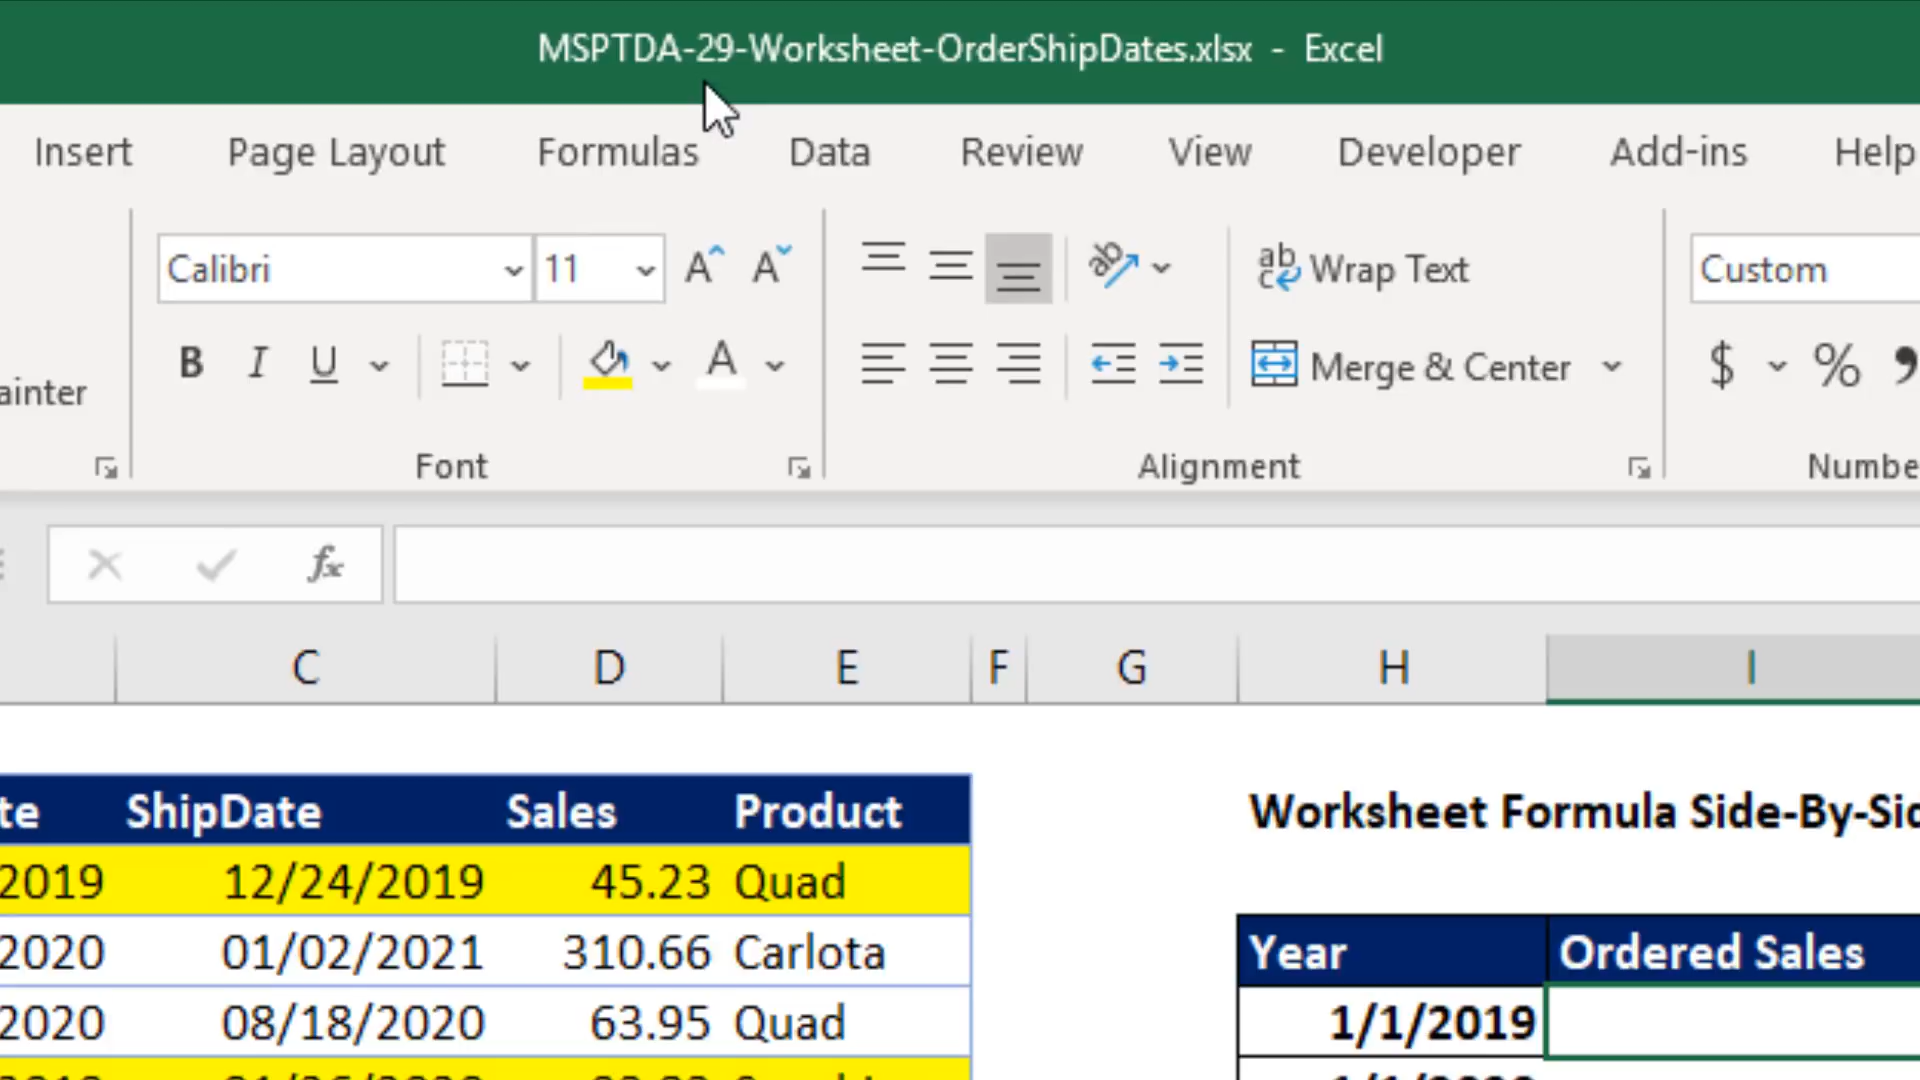 MSPTDA-29-Worksheet-OrderShipDates.xlsx - Excel
Insert Page Layout Formulas Data Review View Developer Add-ins Help
Calibri 11 A A ab Wrap Text Custom
ainter B I U A Merge & Center $ % ,
Font Alignment Numbe
fx
C D E F G H I
te ShipDate Sales Product Worksheet Formula Side-By-Sid
2019 12/24/2019 45.23 Quad
2020 01/02/2021 310.66 Carlota Year Ordered Sales
2020 08/18/2020 63.95 Quad 1/1/2019